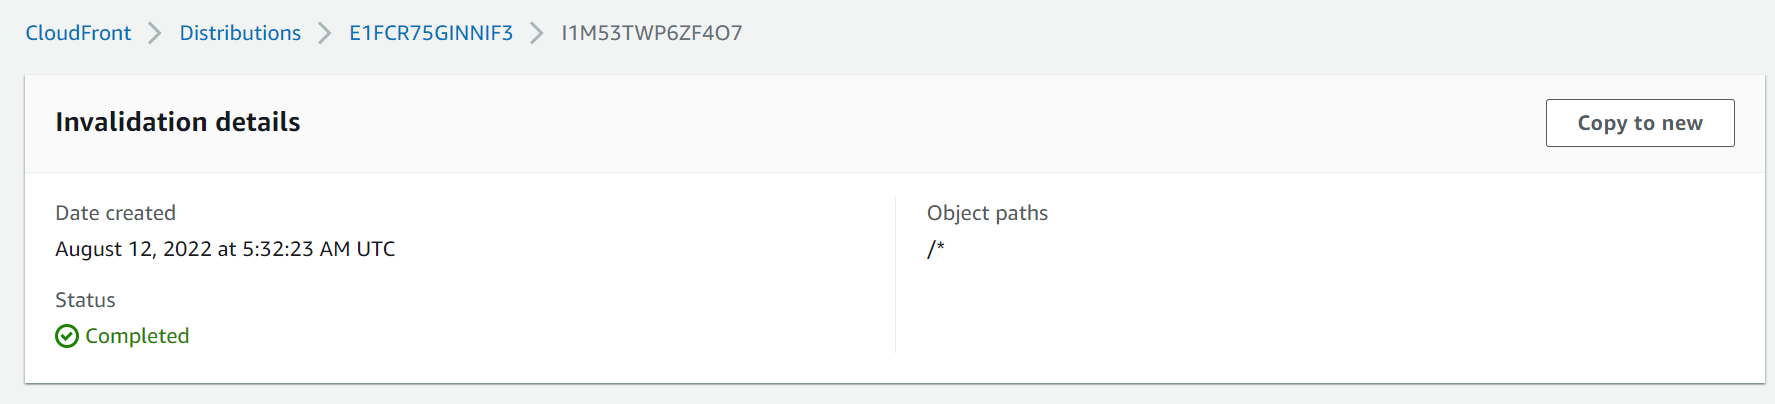 CloudFront > Distributions > E1FCR75GINNIF3 > I1M53TWP6ZF4O7
Invalidation details
Copy to new
Date created
August 12, 2022 at 5:32:23 AM UTC
Status
Completed
Object paths
/*